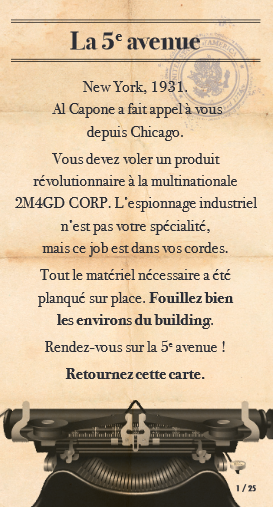 La 5e avenue
New York, 1931.
Al Capone a fait appel à vous
depuis Chicago.
Vous devez voler un produit
révolutionnaire à la multinationale
2M4GD CORP. L'espionnage industriel
n'est pas votre spécialité,
mais ce job est dans vos cordes.
Tout le matériel nécessaire a été
planqué sur place. Fouillez bien
les environs du building.
Rendez-vous sur la 5e avenue !
Retournez cette carte.
1 / 25